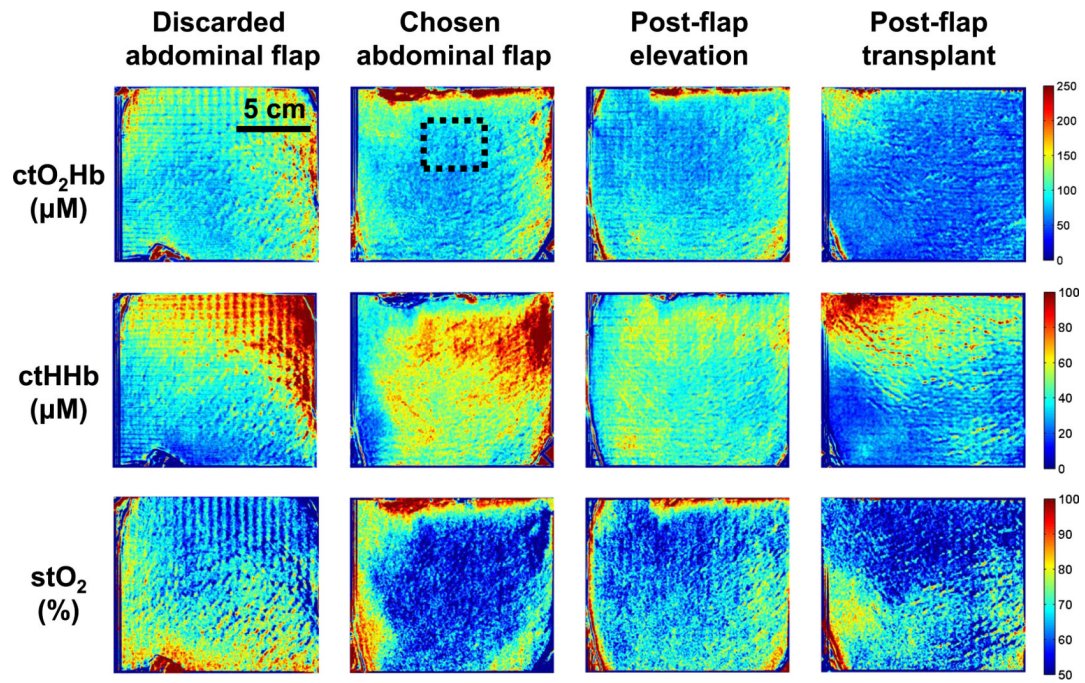 Discarded
abdominal flap
Chosen
abdominal flap
Post-flap
elevation
Post-flap
transplant
5 cm
ctO₂Hb
(μM)
250
200
150
100
50
0
ctHHb
(μM)
100
80
60
40
20
0
stO₂
(%)
100
90
80
70
60
50